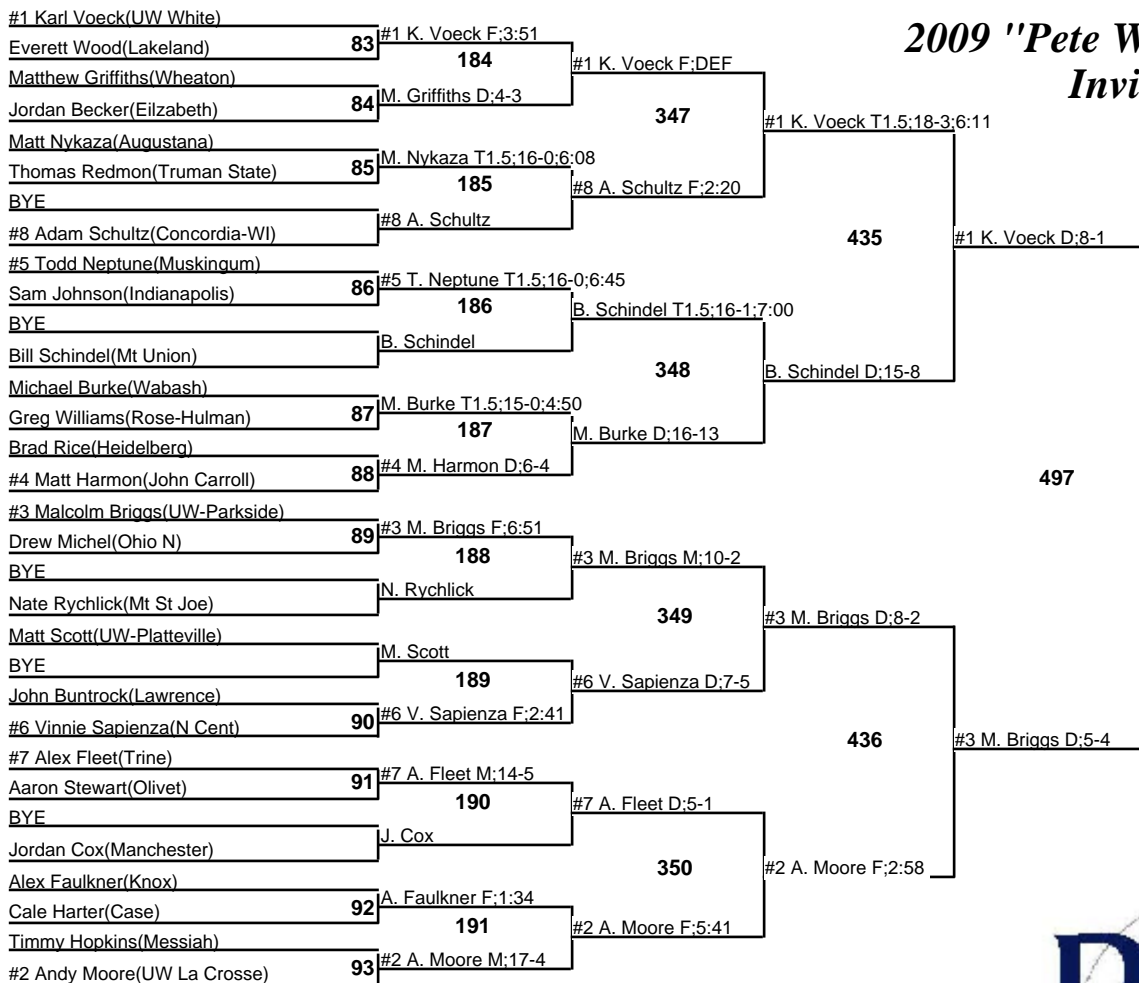 #1 Karl Voeck(UW White)
Everett Wood(Lakeland)
83
#1 K. Voeck F;3:51
Matthew Griffiths(Wheaton)
Jordan Becker(Eilzabeth)
84
M. Griffiths D;4-3
184
#1 K. Voeck F;DEF
Matt Nykaza(Augustana)
Thomas Redmon(Truman State)
85
M. Nykaza T1.5;16-0;6:08
BYE
#8 Adam Schultz(Concordia-WI)
#8 A. Schultz
185
#8 A. Schultz F;2:20
347
#1 K. Voeck T1.5;18-3;6:11
#5 Todd Neptune(Muskingum)
Sam Johnson(Indianapolis)
86
#5 T. Neptune T1.5;16-0;6:45
BYE
Bill Schindel(Mt Union)
B. Schindel
186
B. Schindel T1.5;16-1;7:00
Michael Burke(Wabash)
Greg Williams(Rose-Hulman)
87
M. Burke T1.5;15-0;4:50
Brad Rice(Heidelberg)
#4 Matt Harmon(John Carroll)
88
#4 M. Harmon D;6-4
187
M. Burke D;16-13
348
B. Schindel D;15-8
435
#1 K. Voeck D;8-1
#3 Malcolm Briggs(UW-Parkside)
Drew Michel(Ohio N)
89
#3 M. Briggs F;6:51
BYE
Nate Rychlick(Mt St Joe)
N. Rychlick
188
#3 M. Briggs M;10-2
Matt Scott(UW-Platteville)
BYE
M. Scott
John Buntrock(Lawrence)
#6 Vinnie Sapienza(N Cent)
90
#6 V. Sapienza F;2:41
189
#6 V. Sapienza D;7-5
349
#3 M. Briggs D;8-2
#7 Alex Fleet(Trine)
Aaron Stewart(Olivet)
91
#7 A. Fleet M;14-5
BYE
Jordan Cox(Manchester)
J. Cox
190
#7 A. Fleet D;5-1
Alex Faulkner(Knox)
Cale Harter(Case)
92
A. Faulkner F;1:34
Timmy Hopkins(Messiah)
#2 Andy Moore(UW La Crosse)
93
#2 A. Moore M;17-4
191
#2 A. Moore F;5:41
350
#2 A. Moore F;2:58
436
#3 M. Briggs D;5-4
497
2009 "Pete W
Invi
D